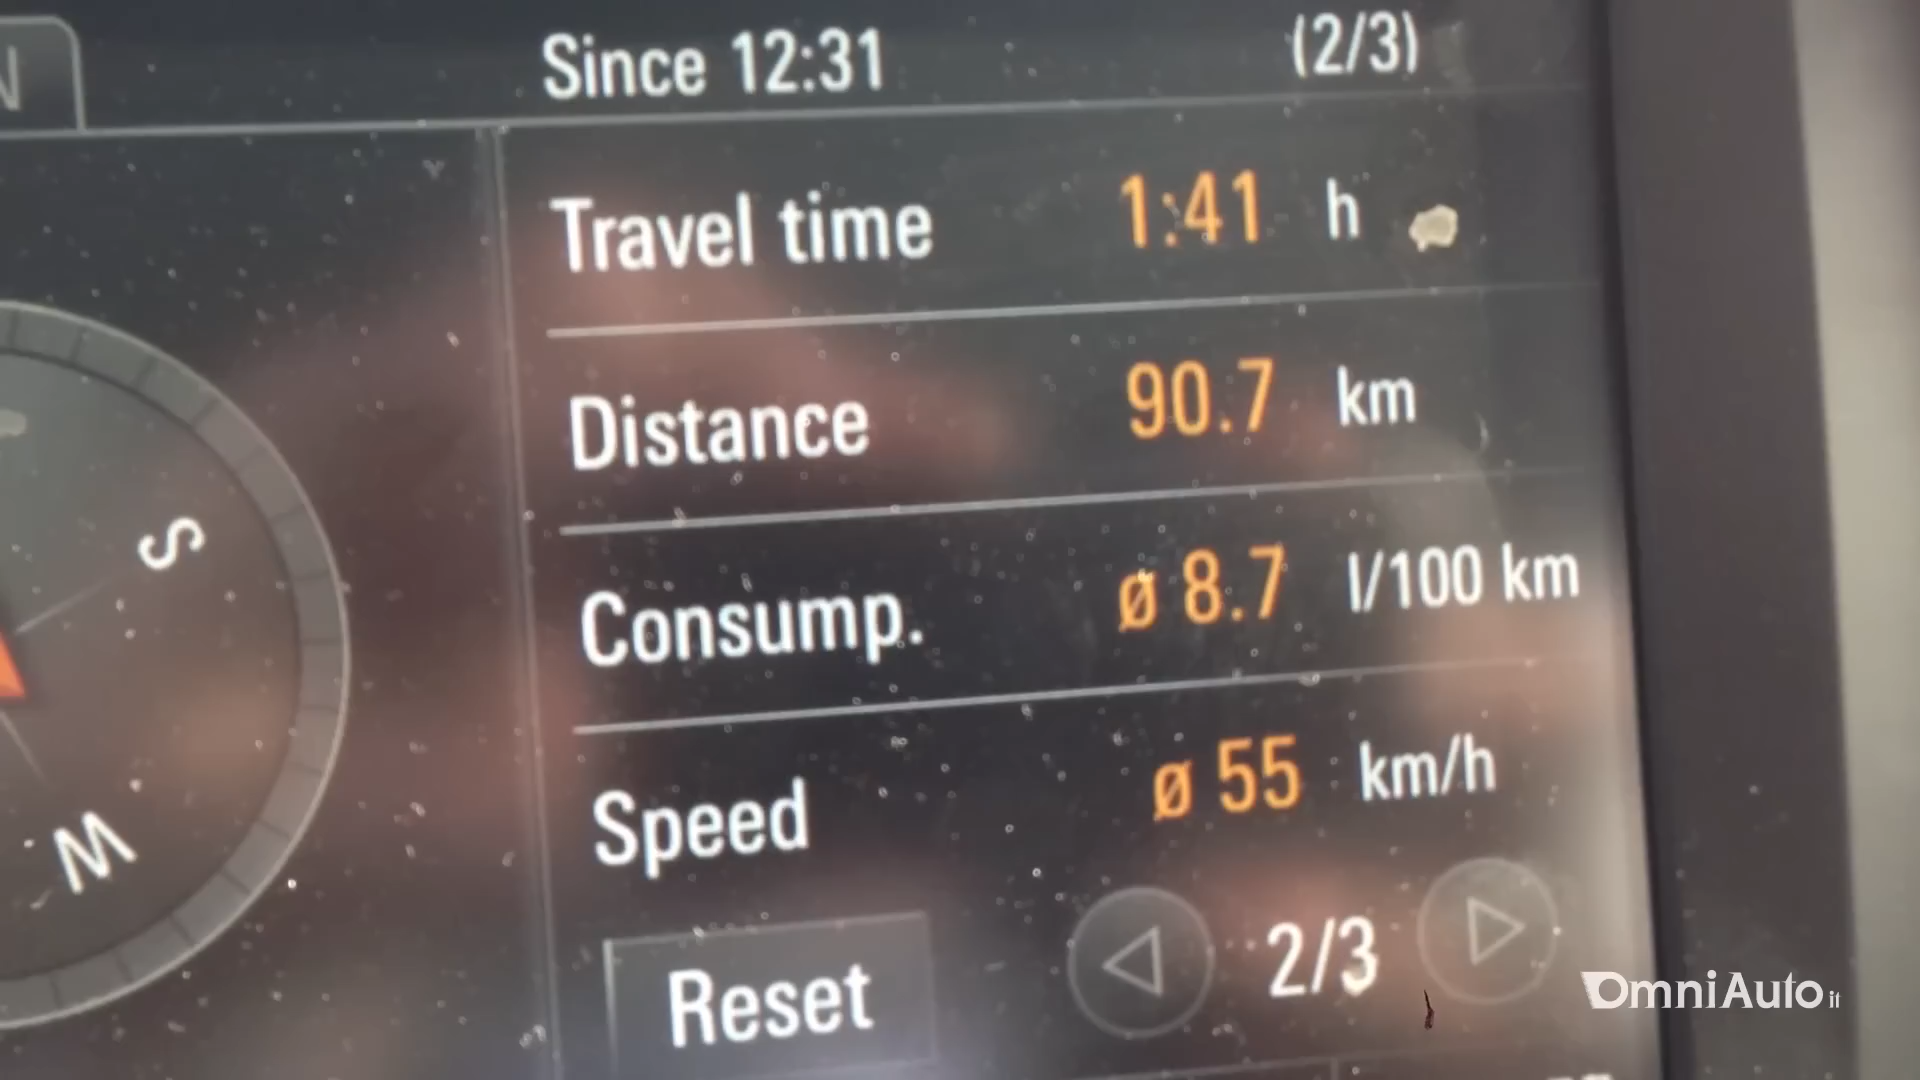 N
Since 12:31 (2/3)
Travel time 1:41 h
Distance 90.7 km
Consump. ø 8.7 l/100 km
Speed ø 55 km/h
S
W
Reset 2/3
OmniAuto.it